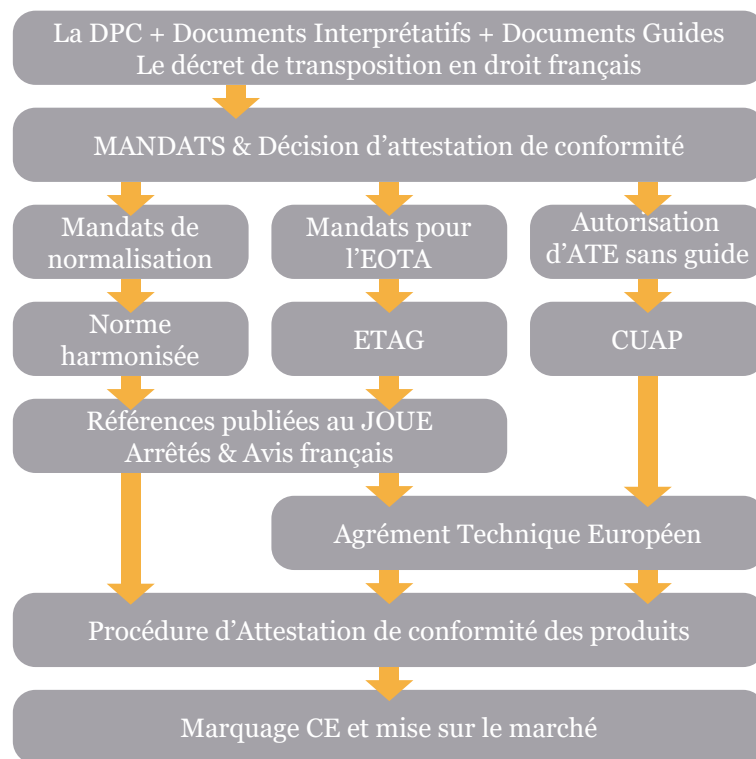 La DPC + Documents Interprétatifs + Documents Guides
Le décret de transposition en droit français
MANDATS & Décision d’attestation de conformité
Mandats de
normalisation
Mandats pour
l’EOTA
Autorisation
d’ATE sans guide
Norme
harmonisée
ETAG
CUAP
Références publiées au JOUE
Arrêtés & Avis français
Agrément Technique Européen
Procédure d’Attestation de conformité des produits
Marquage CE et mise sur le marché